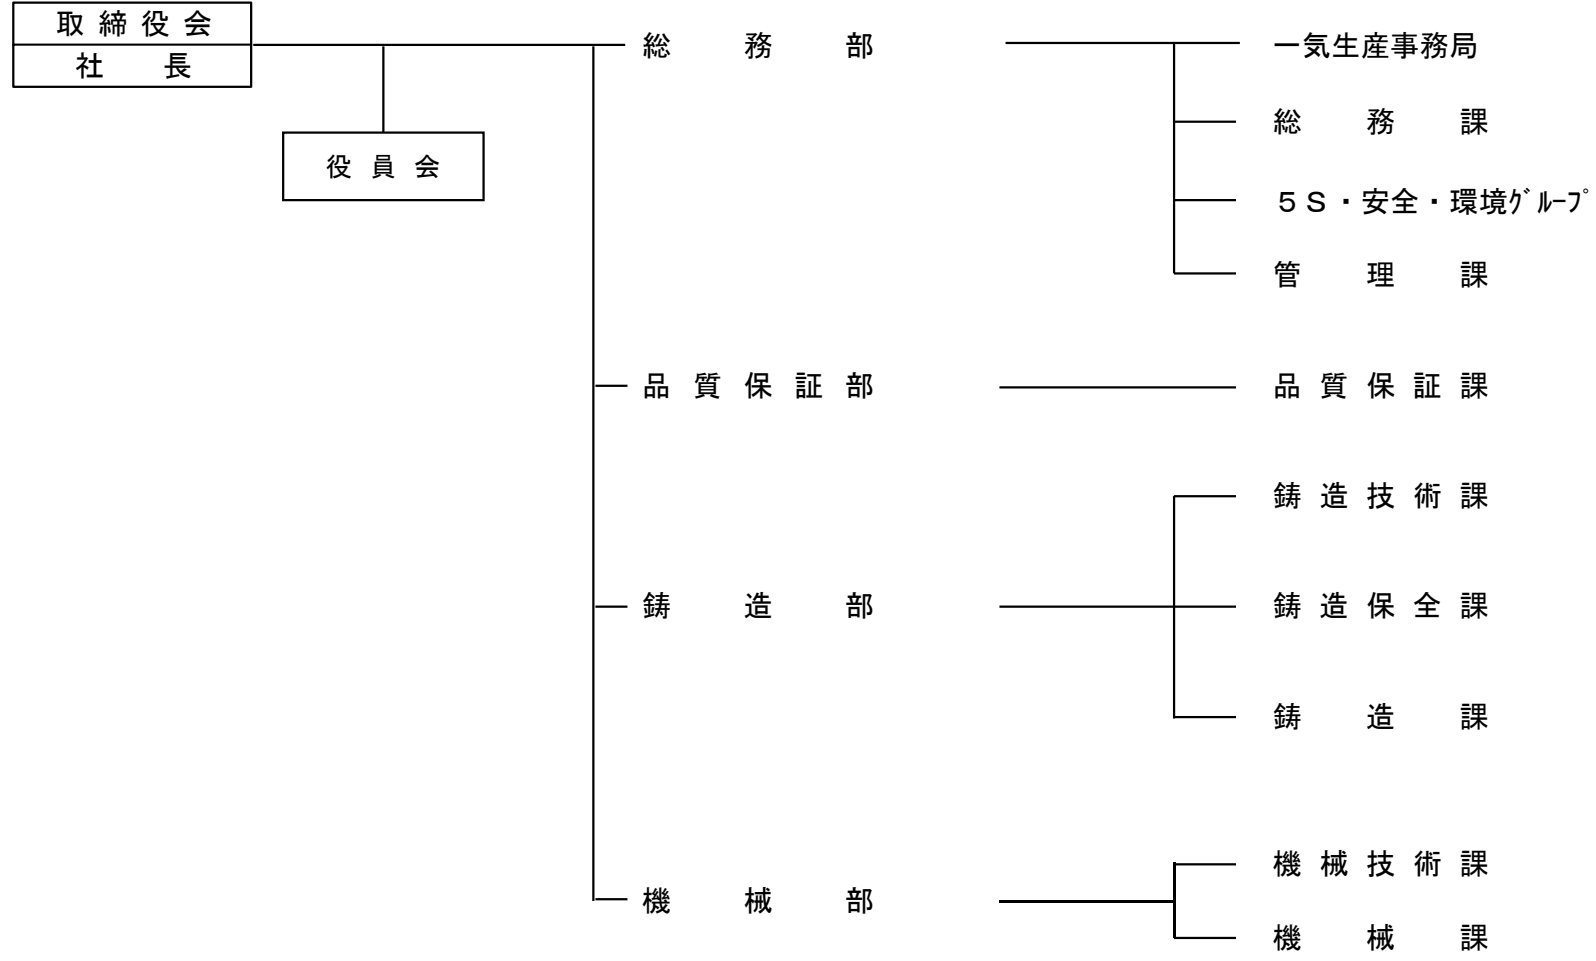 取締役会
社長
役員会
総務部
一気生産事務局
総務課
5S・安全・環境ｸﾞﾙｰﾌﾟ
管理課
品質保証部
品質保証課
鋳造部
鋳造技術課
鋳造保全課
鋳造課
機械部
機械技術課
機械課